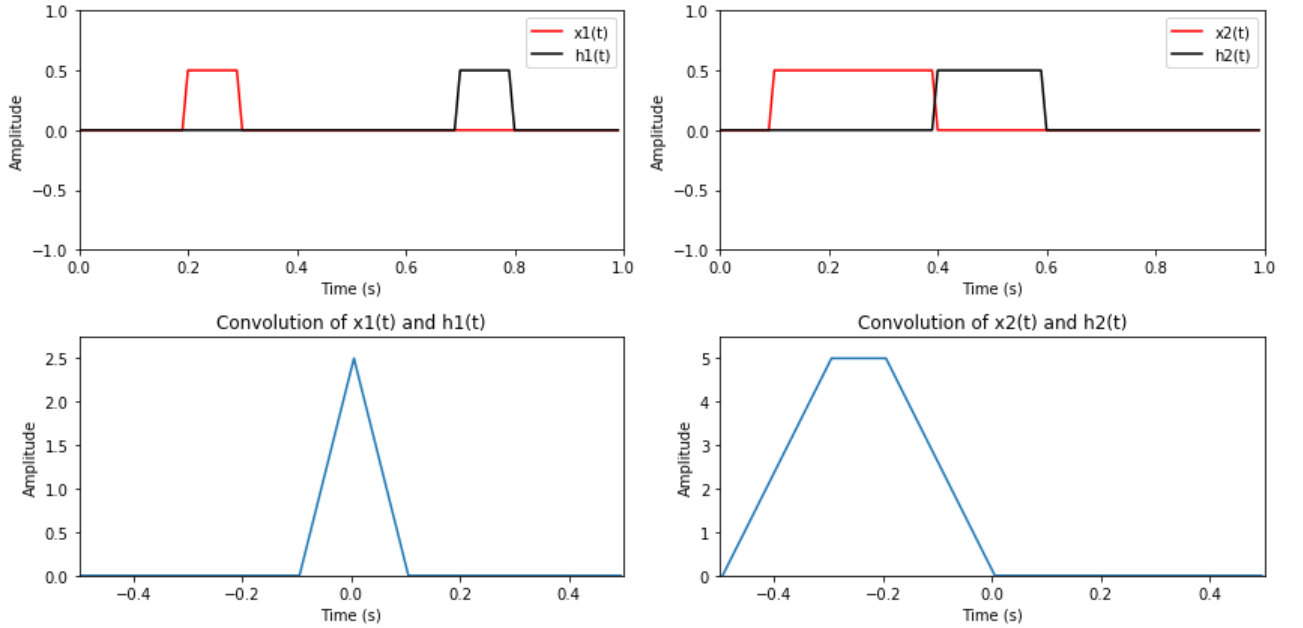 1.0
0.5
0.0
−0.5
−1.0
Amplitude
x1(t)
h1(t)
0.0 0.2 0.4 0.6 0.8 1.0
Time (s)
1.0
0.5
0.0
−0.5
−1.0
Amplitude
x2(t)
h2(t)
0.0 0.2 0.4 0.6 0.8 1.0
Time (s)
Convolution of x1(t) and h1(t)
2.5
2.0
1.5
1.0
0.5
0.0
Amplitude
−0.4 −0.2 0.0 0.2 0.4
Time (s)
Convolution of x2(t) and h2(t)
5
4
3
2
1
0
Amplitude
−0.4 −0.2 0.0 0.2 0.4
Time (s)